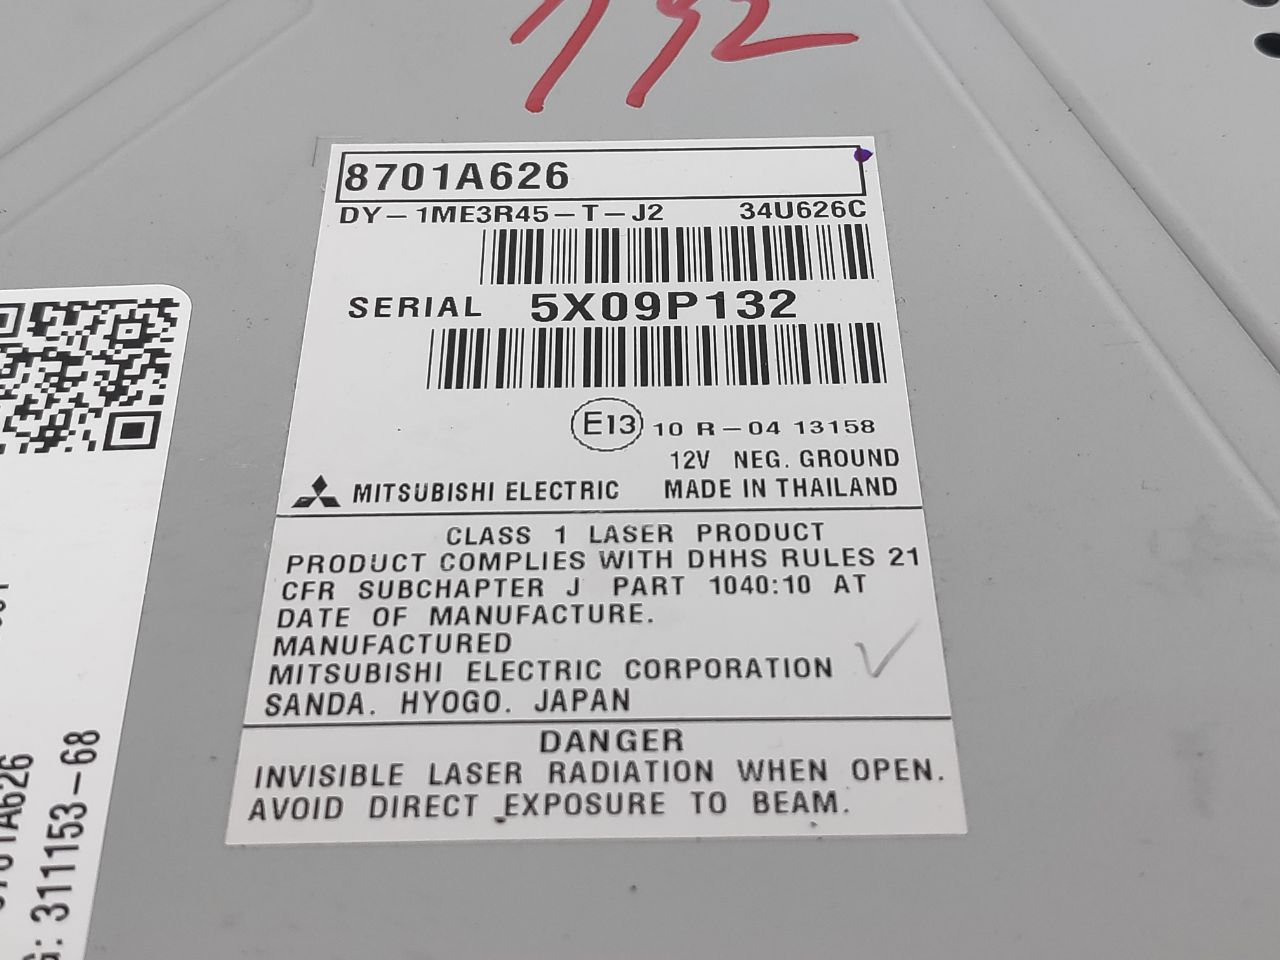 792
8701A626
DY-1ME3R45-T-J2 34U626C
SERIAL 5X09P132
E13 10 R-04 13158
12V NEG. GROUND
MITSUBISHI ELECTRIC MADE IN THAILAND
CLASS 1 LASER PRODUCT
PRODUCT COMPLIES WITH DHHS RULES 21
CFR SUBCHAPTER J PART 1040:10 AT
DATE OF MANUFACTURE.
MANUFACTURED
MITSUBISHI ELECTRIC CORPORATION
SANDA. HYOGO. JAPAN
DANGER
INVISIBLE LASER RADIATION WHEN OPEN.
AVOID DIRECT EXPOSURE TO BEAM.
8701A626
G: 311153-68